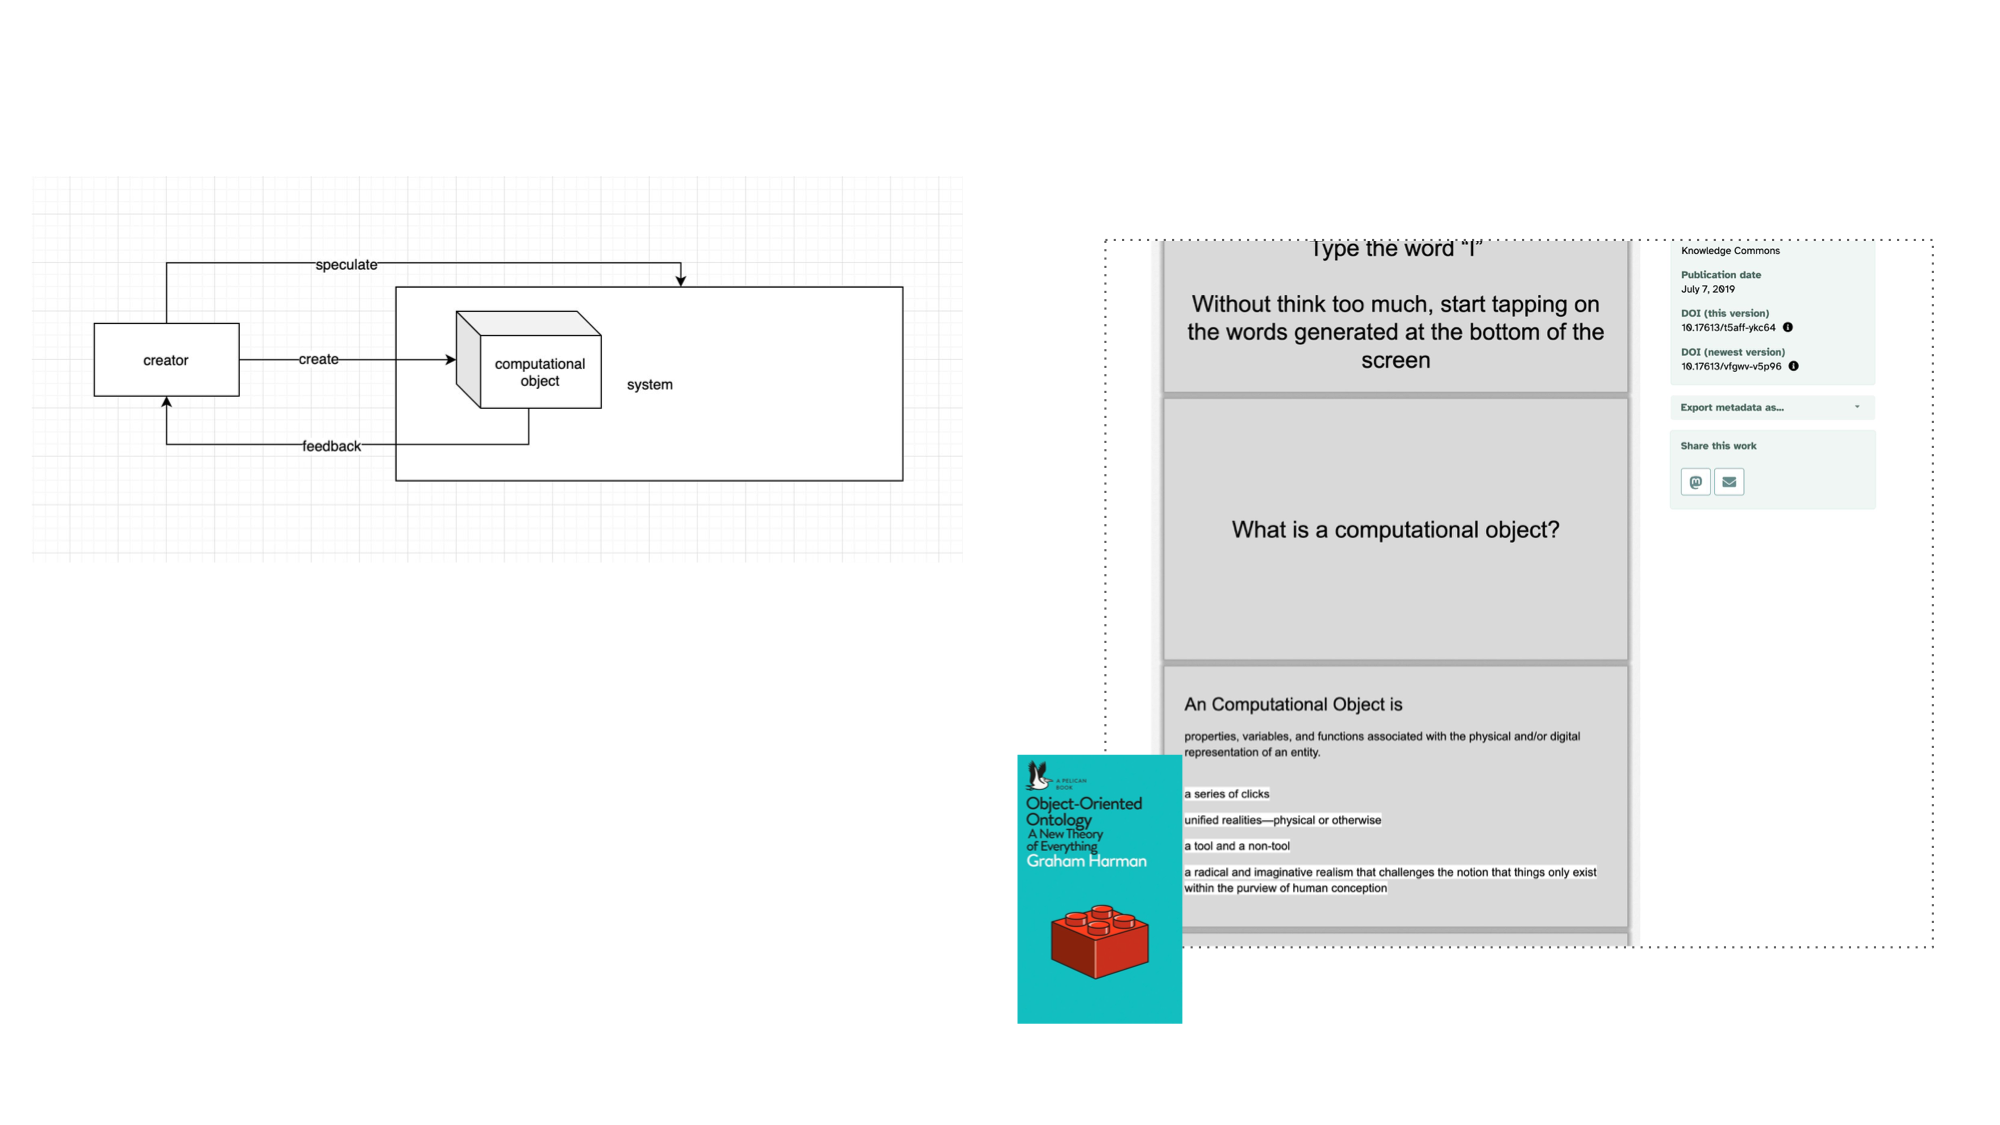 speculate
creator
create
computational
object
system
feedback
Type the word "I"
Without think too much, start tapping on
the words generated at the bottom of the
screen
What is a computational object?
An Computational Object is
properties, variables, and functions associated with the physical and/or digital
representation of an entity.
a series of clicks
unified realities—physical or otherwise
a tool and a non-tool
a radical and imaginative realism that challenges the notion that things only exist
within the purview of human conception
Knowledge Commons
Publication date
July 7, 2019
DOI (this version)
10.17613/t5aff-ykc64
DOI (newest version)
10.17613/vfgwv-v5p96
Export metadata as...
Share this work
A PELICAN
BOOK
Object-Oriented
Ontology
A New Theory
of Everything
Graham Harman